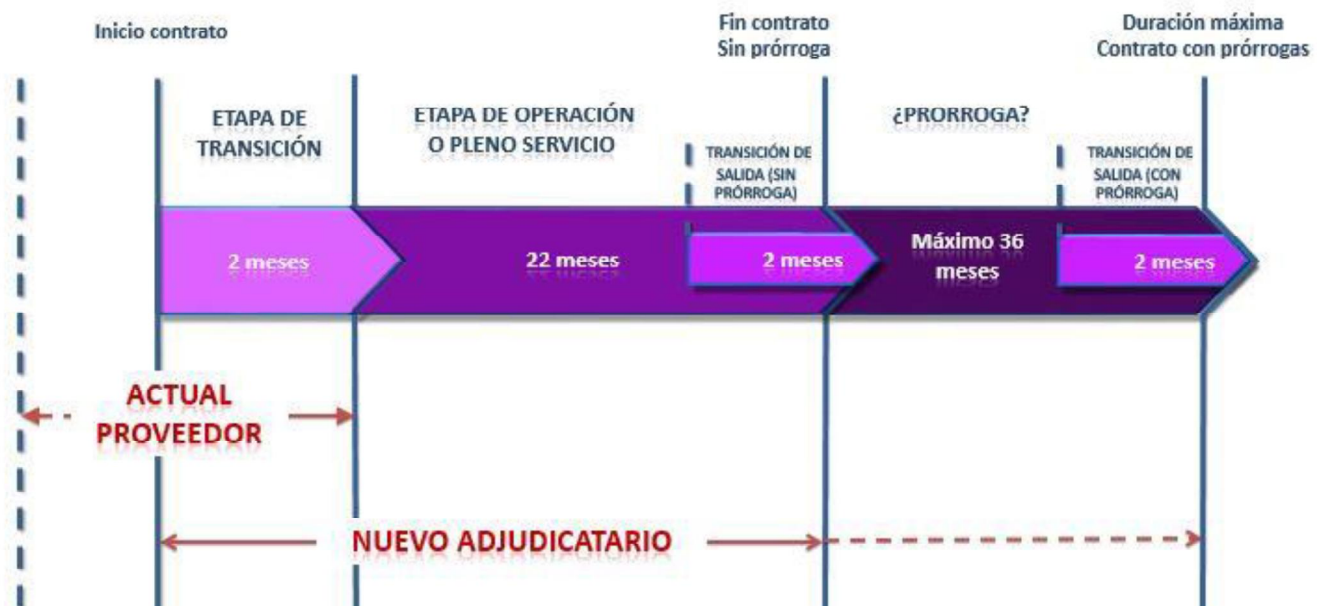 Inicio contrato
Fin contrato
Sin prórroga
Duración máxima
Contrato con prórrogas
ETAPA DE
TRANSICIÓN
ETAPA DE OPERACIÓN
O PLENO SERVICIO
¿PRORROGA?
TRANSICIÓN DE
SALIDA (SIN
PRÓRROGA)
TRANSICIÓN DE
SALIDA (CON
PRÓRROGA)
2 meses
22 meses
2 meses
Máximo 36
meses
2 meses
ACTUAL
PROVEEDOR
NUEVO ADJUDICATARIO